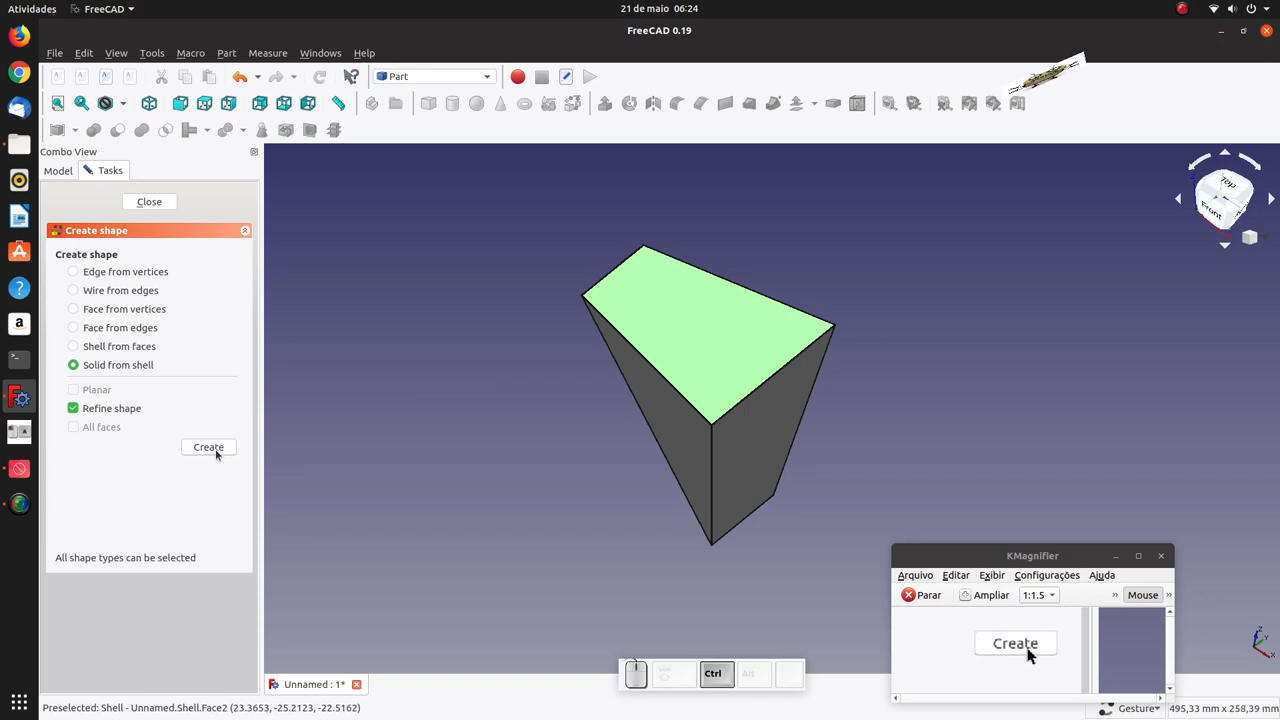 Atividades FreeCAD 21 de maio 06:24
FreeCAD 0.19
File Edit View Tools Macro Part Measure Windows Help
Part
Combo View
Model Tasks
Close
Create shape
Create shape
Edge from vertices
Wire from edges
Face from vertices
Face from edges
Shell from faces
Solid from shell
Planar
Refine shape
All faces
Create
All shape types can be selected
Top
Front
KMagnifier
Arquivo Editar Exibir Configurações Ajuda
Parar Ampliar 1:1.5 » Mouse »
Create
Ctrl Alt
Unnamed : 1*
Preselected: Shell - Unnamed.Shell.Face2 (23.3653, -25.2123, -22.5162) Gesture 495,33 mm x 258,39 mm